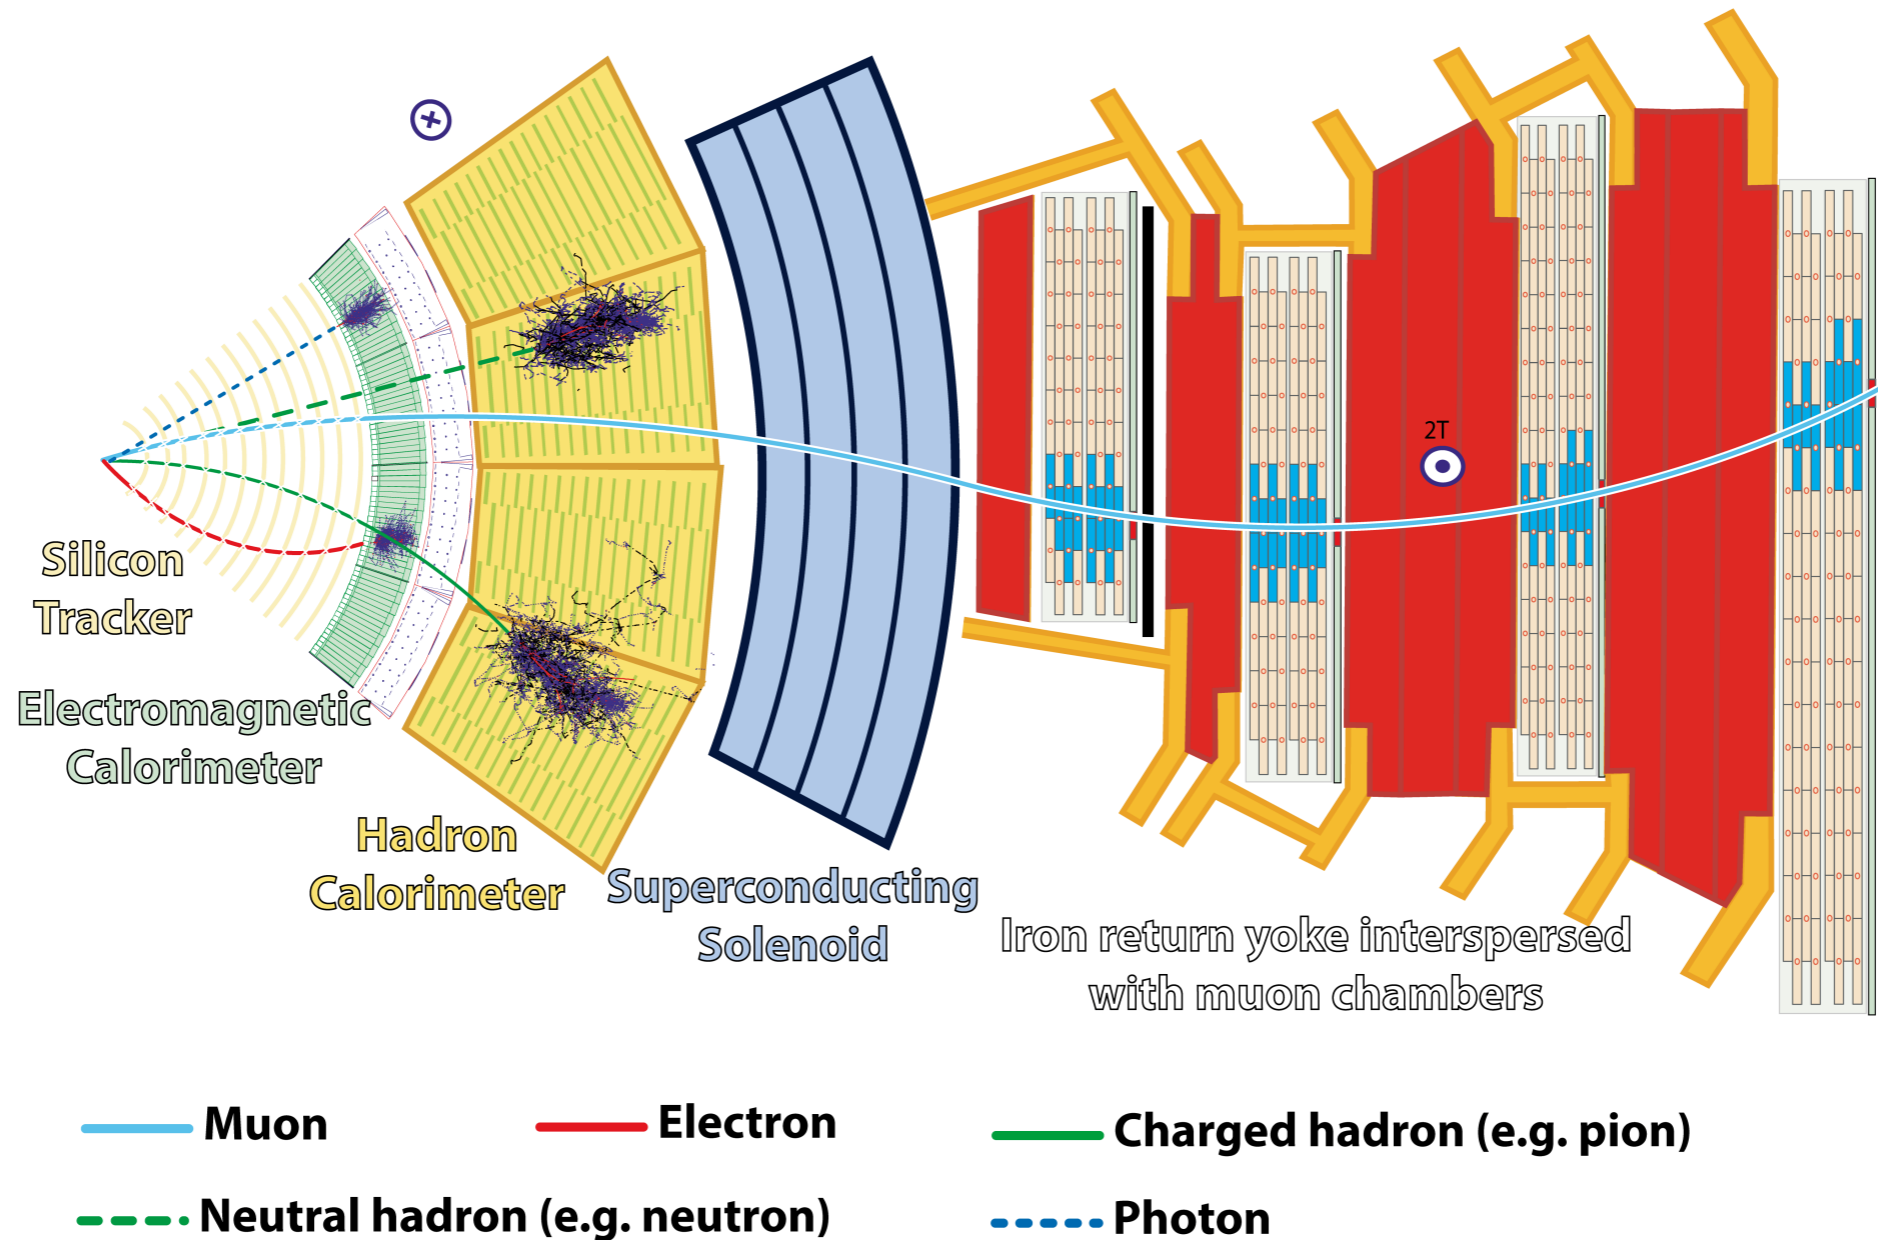 2T
Silicon
Tracker
Electromagnetic
Calorimeter
Hadron
Calorimeter
Superconducting
Solenoid
Iron return yoke interspersed
with muon chambers
Muon
Electron
Charged hadron (e.g. pion)
Neutral hadron (e.g. neutron)
Photon